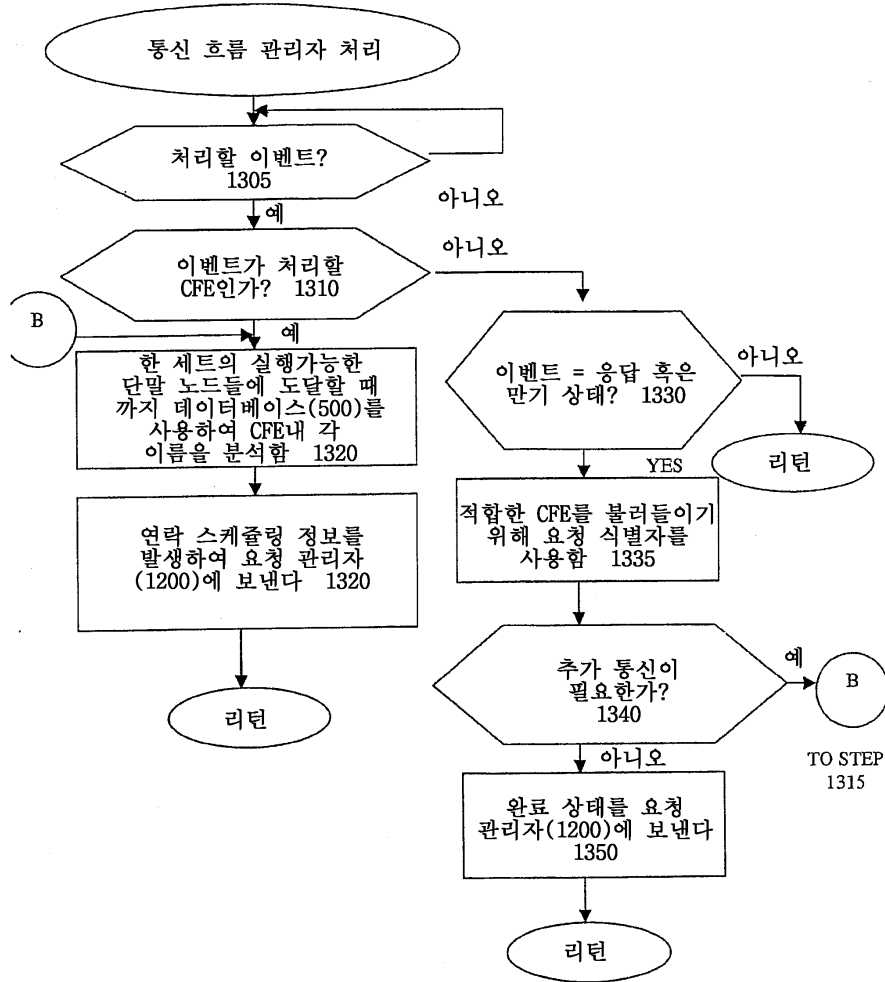 통신 흐름 관리자 처리
처리할 이벤트?
1305
아니오
예
이벤트가 처리할
CFE인가? 1310
아니오
B
예
한 세트의 실행가능한
단말 노드들에 도달할 때
까지 데이터베이스(500)를
사용하여 CFE내 각
이름을 분석함 1320
연락 스케쥴링 정보를
발생하여 요청 관리자
(1200)에 보낸다 1320
리턴
이벤트 = 응답 혹은
만기 상태? 1330
아니오
리턴
YES
적합한 CFE를 불러들이기
위해 요청 식별자를
사용함 1335
추가 통신이
필요한가?
1340
예
B
TO STEP
1315
아니오
완료 상태를 요청
관리자(1200)에 보낸다
1350
리턴